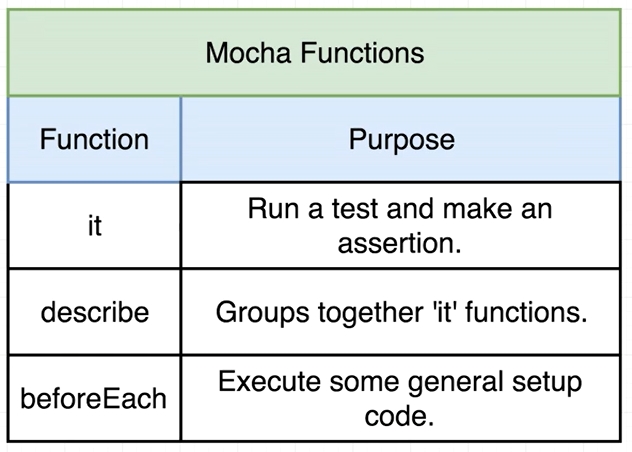 Mocha Functions
Function
Purpose
it
Run a test and make an
assertion.
describe
Groups together 'it' functions.
beforeEach
Execute some general setup
code.